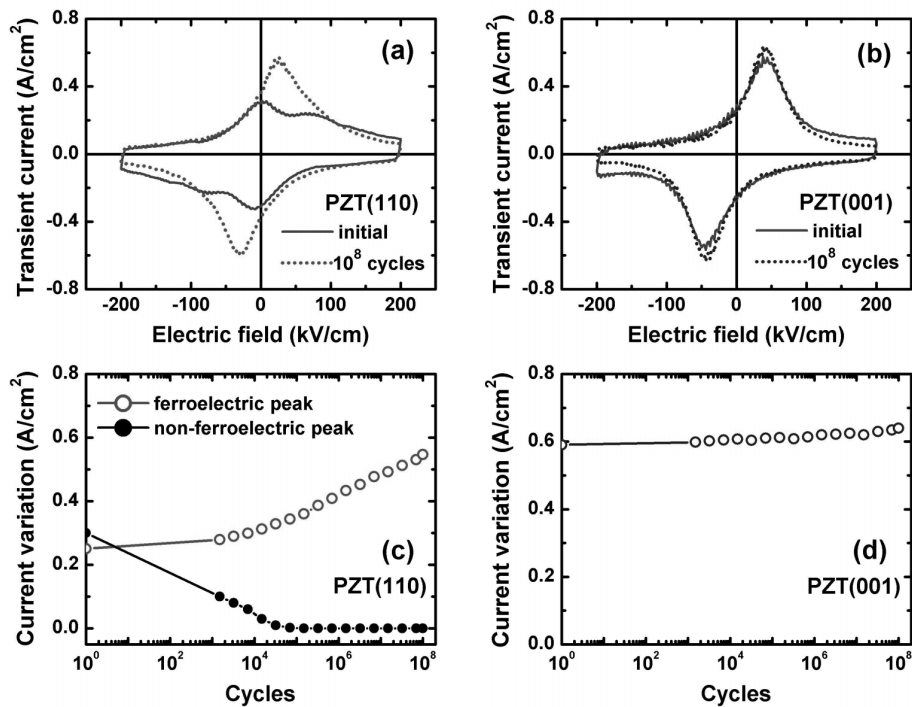 Transient current (A/cm²)
0.8
0.4
0.0
-0.4
-0.8
(a)
PZT(110)
initial
10⁸ cycles
-200 -100 0 100 200
Electric field (kV/cm)
Transient current (A/cm²)
0.8
0.4
0.0
-0.4
-0.8
(b)
PZT(001)
initial
10⁸ cycles
-200 -100 0 100 200
Electric field (kV/cm)
Current variation (A/cm²)
0.8
0.6
0.4
0.2
0.0
ferroelectric peak
non-ferroelectric peak
(c)
PZT(110)
10⁰ 10² 10⁴ 10⁶ 10⁸
Cycles
Current variation (A/cm²)
0.8
0.6
0.4
0.2
0.0
(d)
PZT(001)
10⁰ 10² 10⁴ 10⁶ 10⁸
Cycles